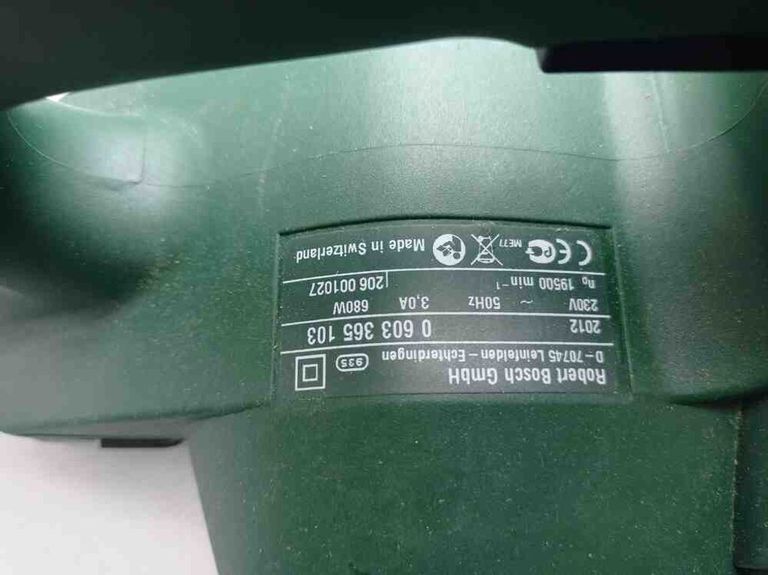 Robert Bosch GmbH
D-70745 Leinfelden - Echterdingen 935
2012 0 603 365 103
230V ~ 50Hz 3,0A 680W
n₀ 19500 min⁻¹ 206 001027
CE ME77 Made in Switzerland